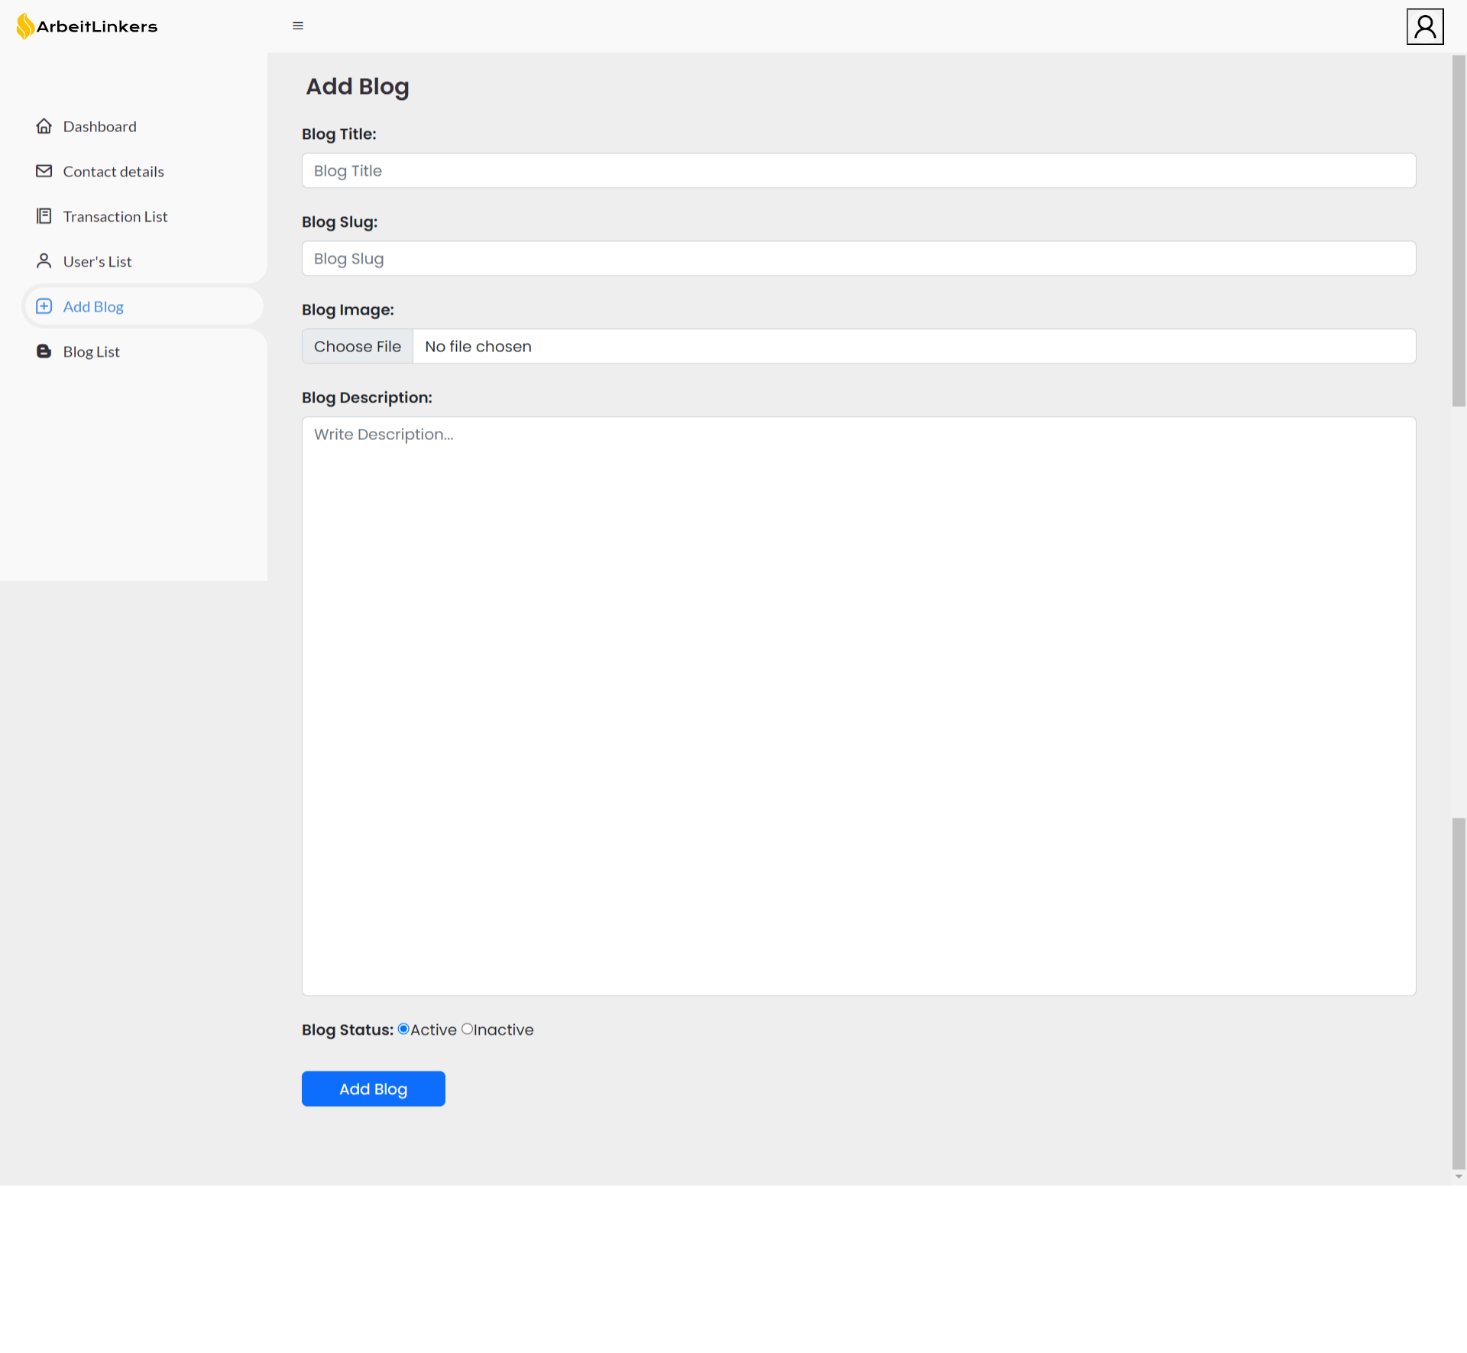 ArbeitLinkers
Dashboard
Contact details
Transaction List
User's List
Add Blog
Blog List
Add Blog
Blog Title:
Blog Title
Blog Slug:
Blog Slug
Blog Image:
Choose File No file chosen
Blog Description:
Write Description...
Blog Status: Active Inactive
Add Blog